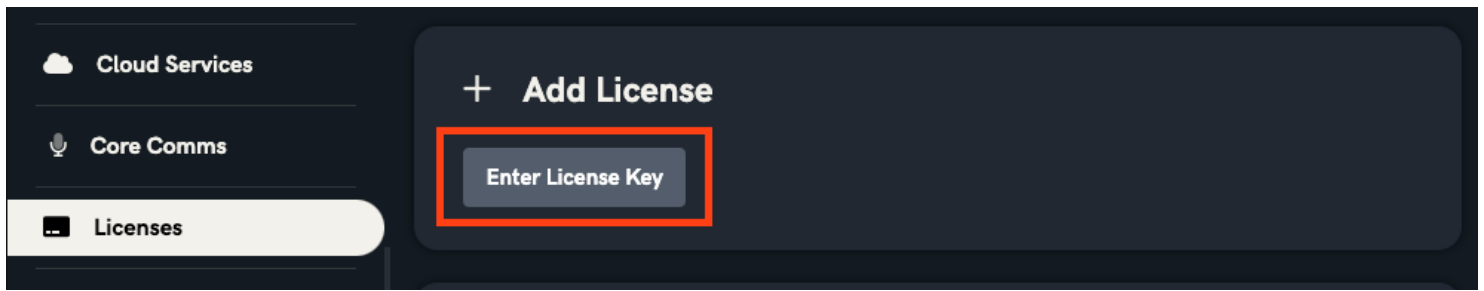 Cloud Services
Core Comms
Licenses
Add License
Enter License Key